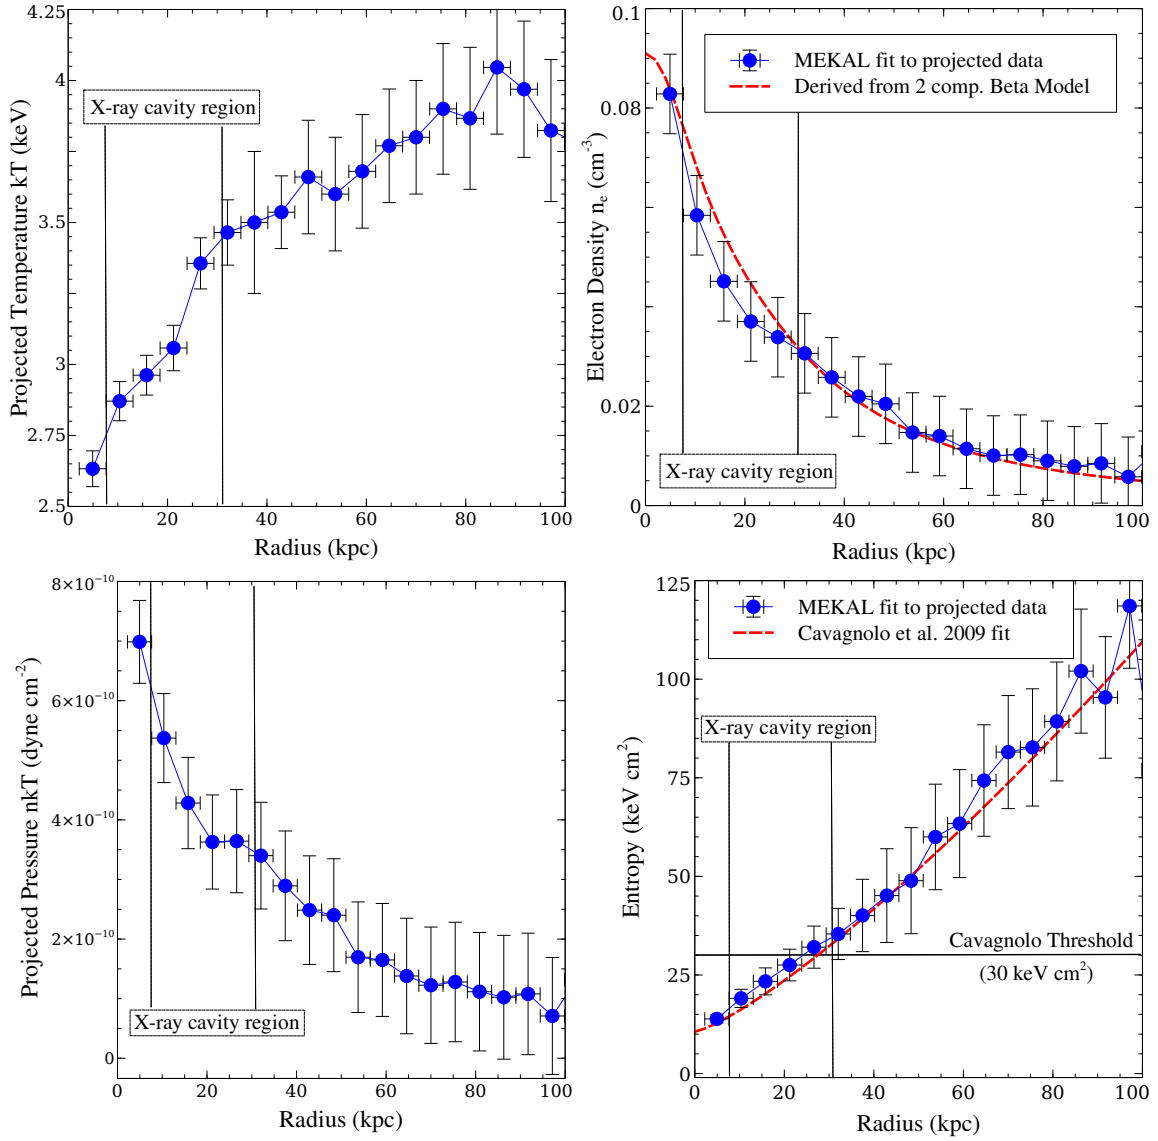 4.25
4
3.5
3
2.75
2.5
0 20 40 60 80 100
Projected Temperature kT (keV)
Radius (kpc)
X-ray cavity region
0.1
0.08
0.02
0
0 20 40 60 80 100
Electron Density n_e (cm^-3)
Radius (kpc)
MEKAL fit to projected data
Derived from 2 comp. Beta Model
X-ray cavity region
8×10^-10
6×10^-10
4×10^-10
2×10^-10
0
0 20 40 60 80 100
Projected Pressure nkT (dyne cm^-2)
Radius (kpc)
X-ray cavity region
125
100
75
50
25
0
0 20 40 60 80 100
Entropy (keV cm^2)
Radius (kpc)
MEKAL fit to projected data
Cavagnolo et al. 2009 fit
X-ray cavity region
Cavagnolo Threshold
(30 keV cm^2)